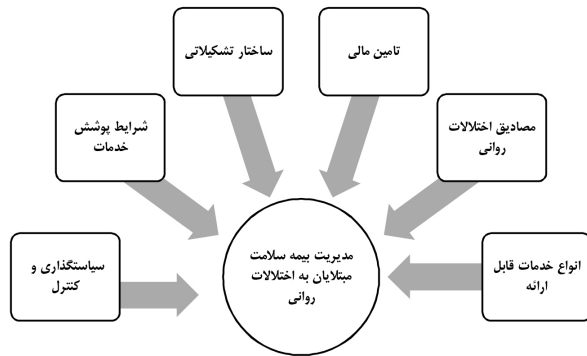 تامین مالی
ساختار تشکیلاتی
مصادیق اختلالات
روانی
شرایط پوشش
خدمات
انواع خدمات قابل
ارائه
سیاستگذاری و
کنترل
مدیریت بیمه سلامت
مبتلایان به اختلالات
روانی